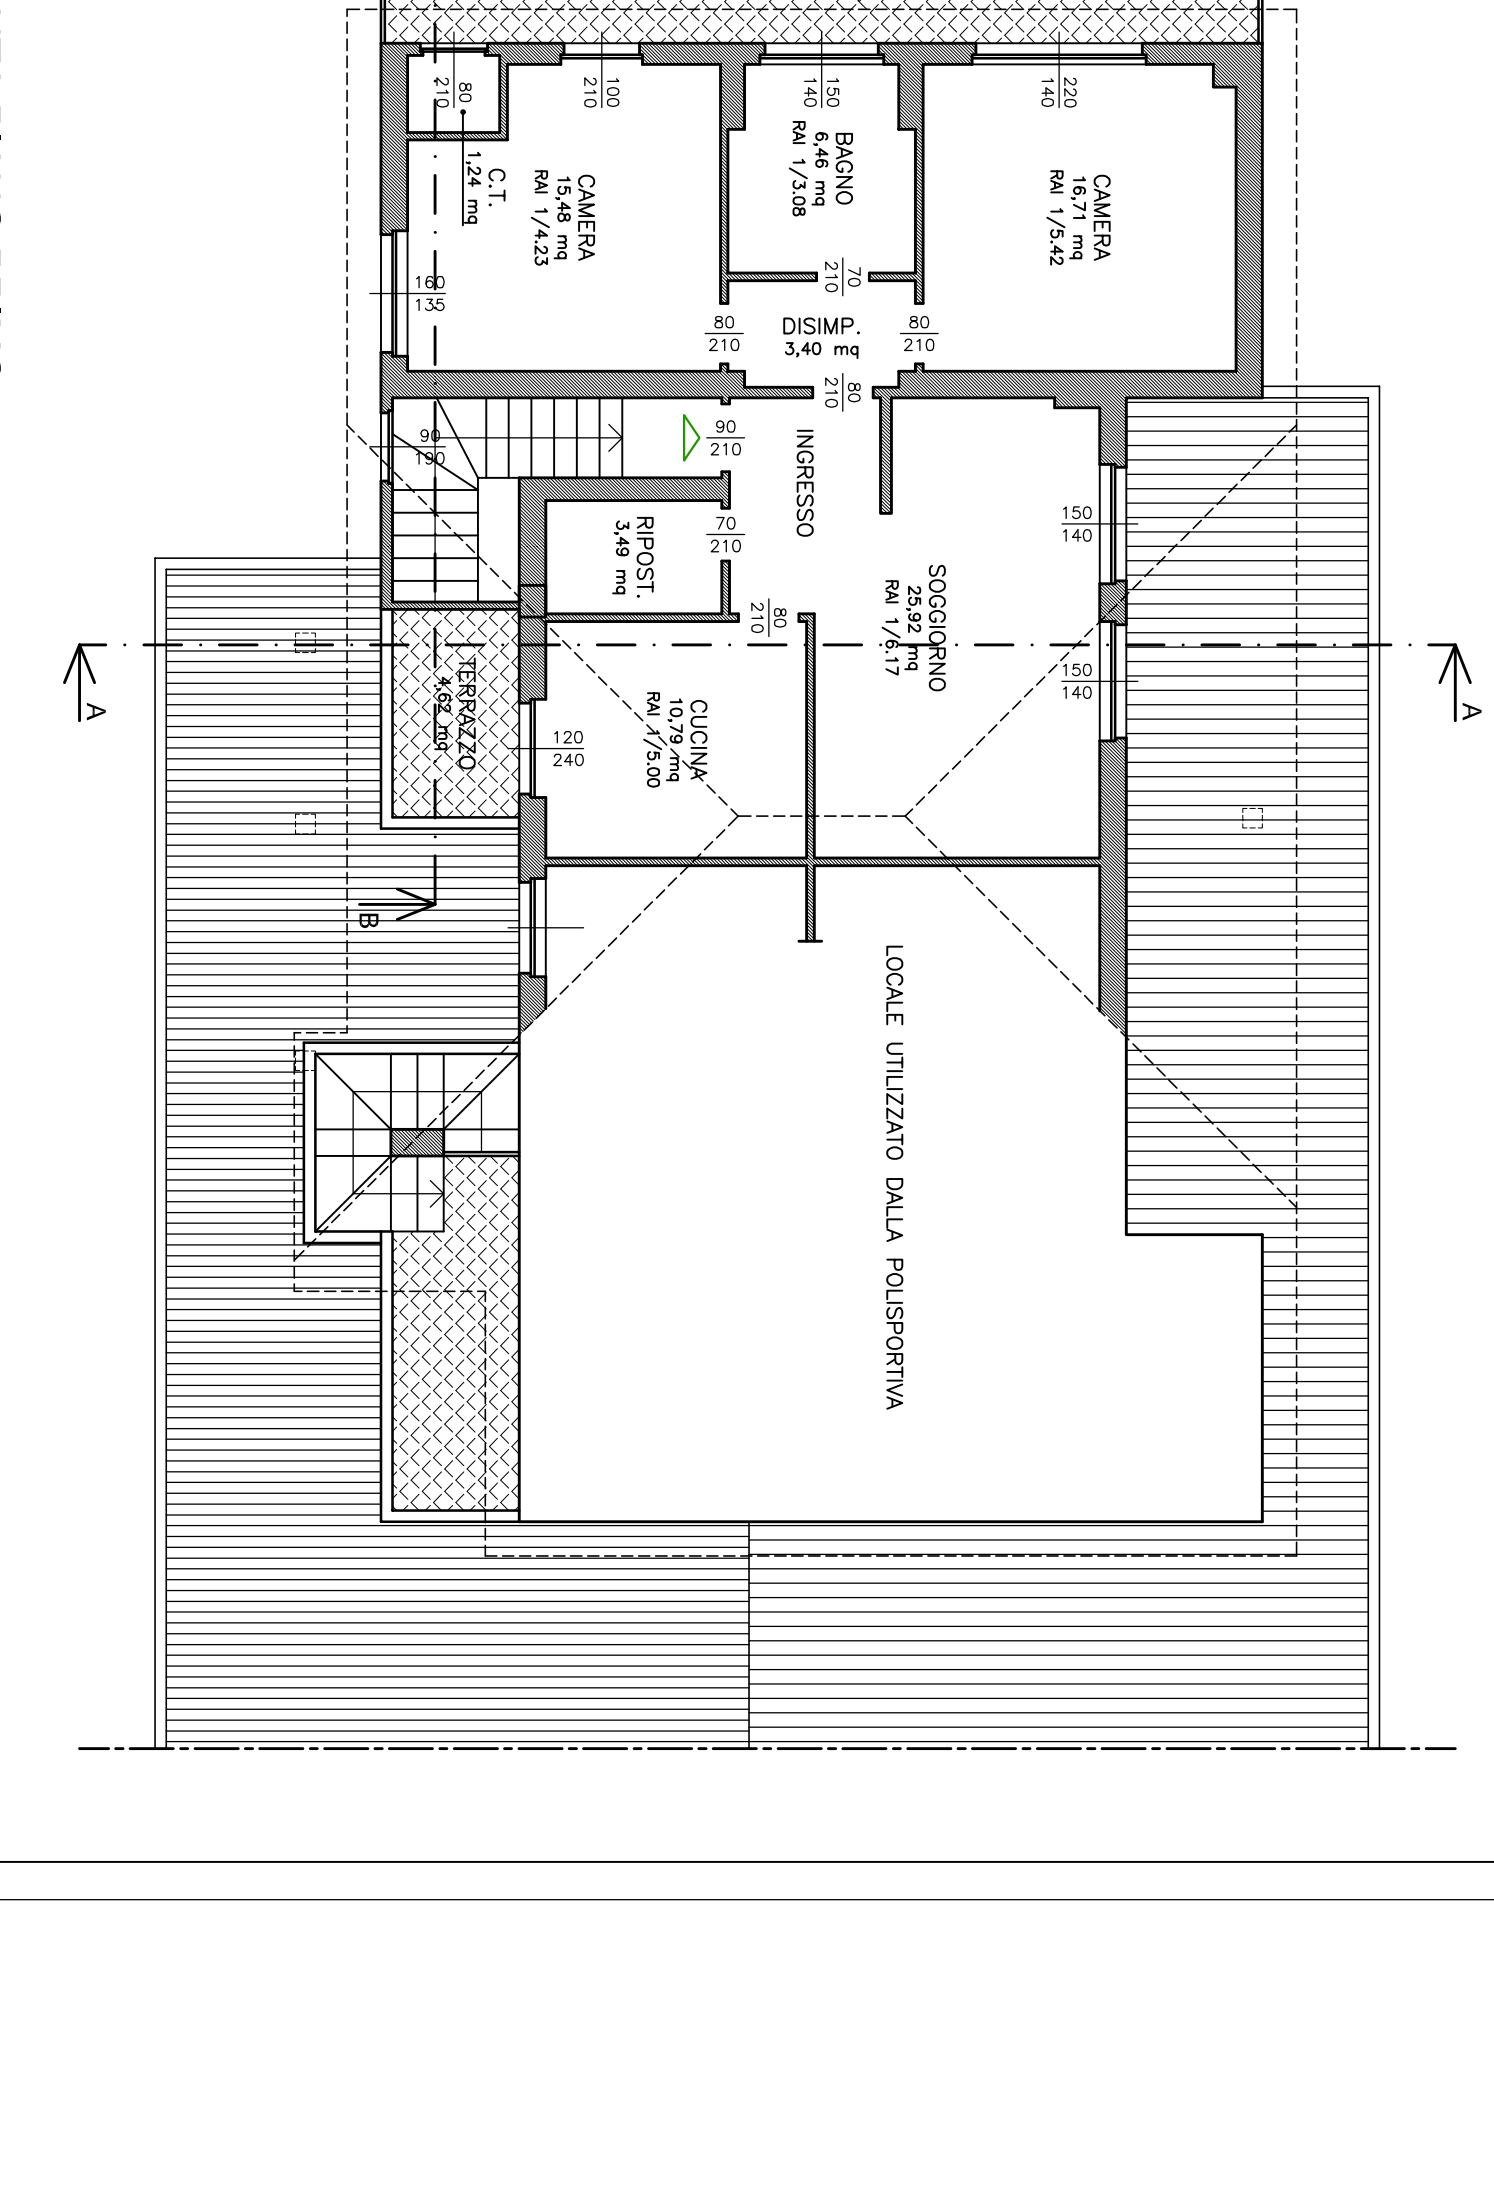 80
210
100
210
150
140
220
140
C.T.
1,24 mq
CAMERA
15,48 mq
RAI 1/4.23
BAGNO
6,46 mq
RAI 1/3.08
CAMERA
16,71 mq
RAI 1/5.42
160
135
70
210
80
210
DISIMP.
3,40 mq
80
210
80
210
90
190
90
210
INGRESSO
RIPOST.
3,49 mq
70
210
80
210
150
140
SOGGIORNO
25,92 mq
RAI 1/6.17
150
140
A
A
TERRAZZO
4,62 mq
120
240
CUCINA
10,79 mq
RAI 1/5.00
B
LOCALE UTILIZZATO DALLA POLISPORTIVA